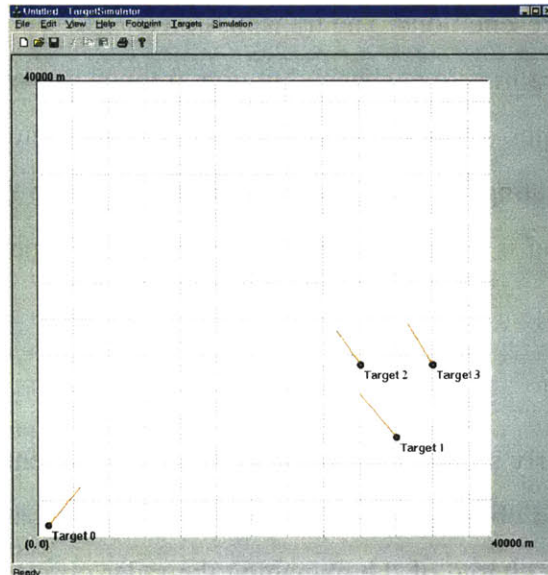 Untitled - TargetSimulator
File Edit View Help Footprint Targets Simulation
40000 m
Target 2
Target 3
Target 1
Target 0
(0, 0)
40000 m
Ready